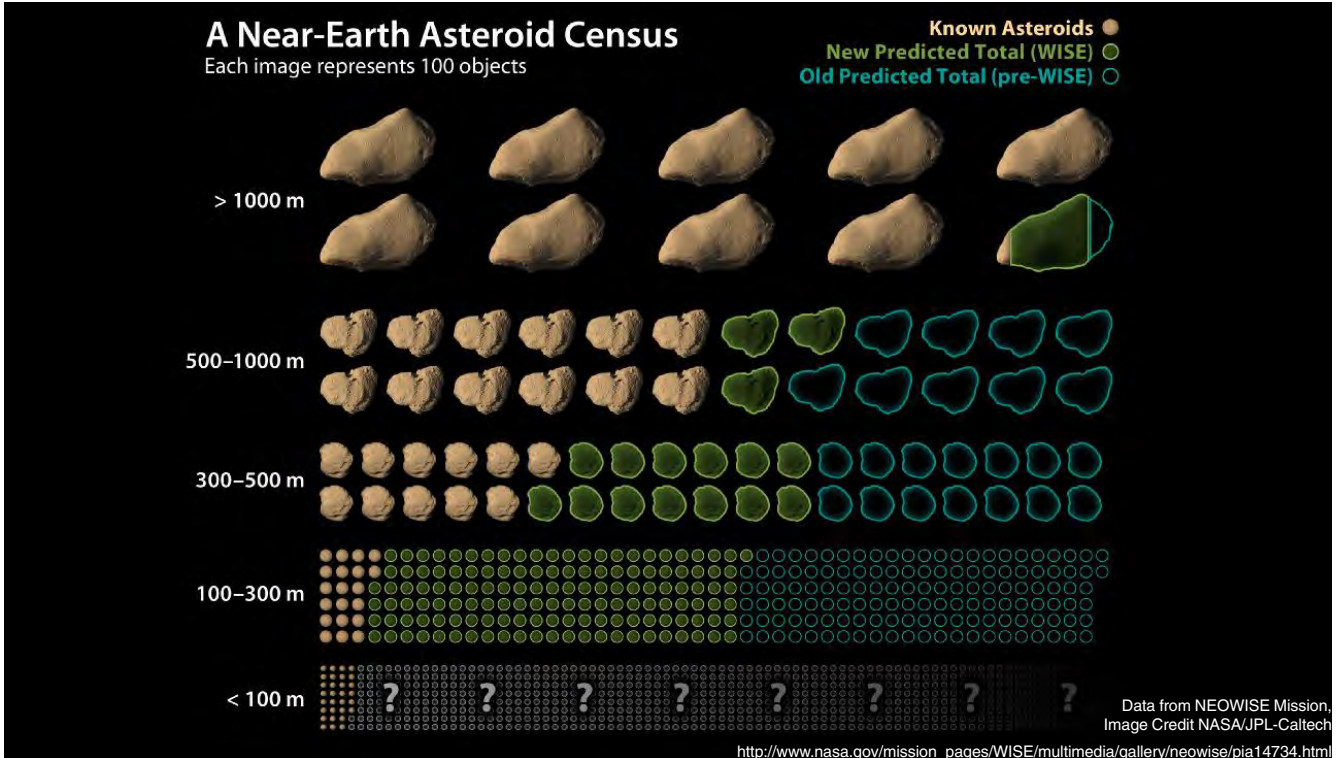 A Near-Earth Asteroid Census
Each image represents 100 objects
Known Asteroids
New Predicted Total (WISE)
Old Predicted Total (pre-WISE)
> 1000 m
500–1000 m
300–500 m
100–300 m
< 100 m
? ? ? ? ? ? ? ?
Data from NEOWISE Mission,
Image Credit NASA/JPL-Caltech
http://www.nasa.gov/mission_pages/WISE/multimedia/gallery/neowise/pia14734.html